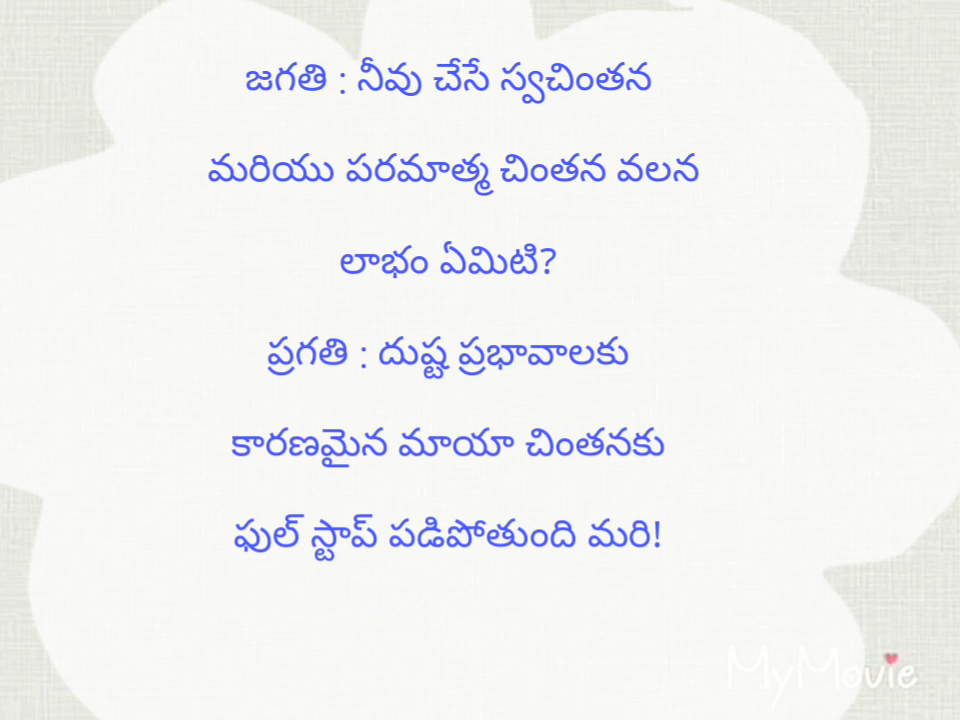 జగతి : నీవు చేసే స్వచింతన
మరియు పరమాత్మ చింతన వలన
లాభం ఏమిటి?
ప్రగతి : దుష్ట ప్రభావాలకు
కారణమైన మాయా చింతనకు
ఫుల్ స్టాప్ పడిపోతుంది మరి!
MyMovie